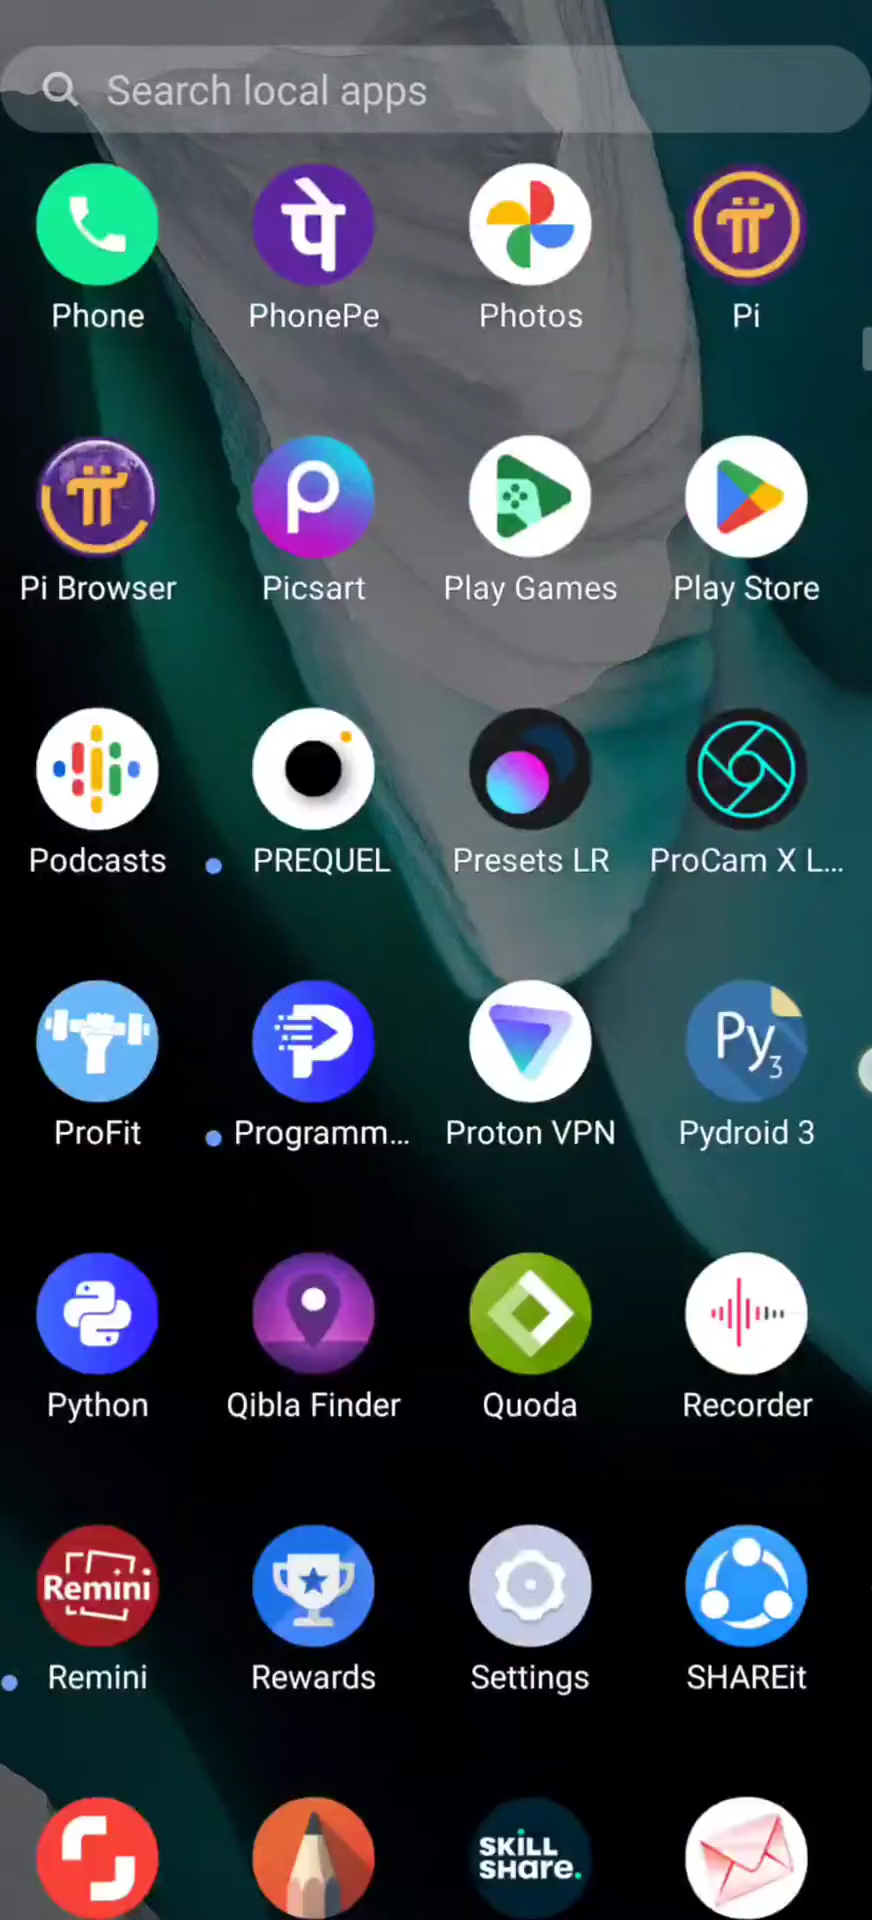 Search local apps
पे
Phone
PhonePe
Photos
Pi
Pi Browser
Picsart
Play Games
Play Store
Podcasts
PREQUEL
Presets LR
ProCam X L...
Py3
ProFit
Programm...
Proton VPN
Pydroid 3
Python
Qibla Finder
Quoda
Recorder
Remini
Remini
Rewards
Settings
SHAREit
SKILL
SHARE.